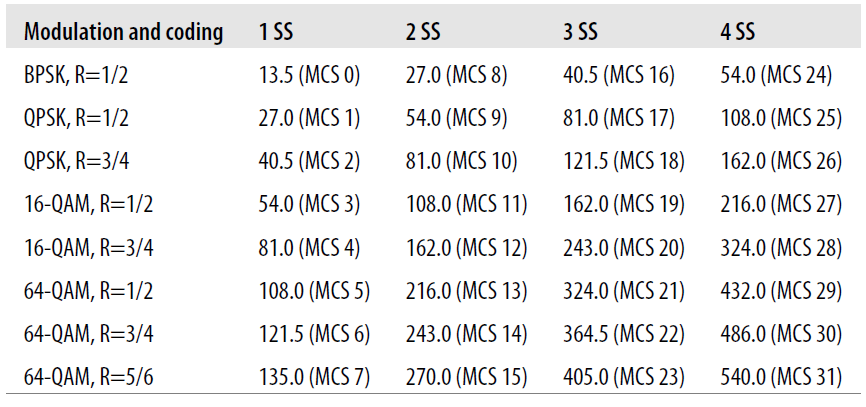 Modulation and coding 1 SS 2 SS 3 SS 4 SS
BPSK, R=1/2 13.5 (MCS 0) 27.0 (MCS 8) 40.5 (MCS 16) 54.0 (MCS 24)
QPSK, R=1/2 27.0 (MCS 1) 54.0 (MCS 9) 81.0 (MCS 17) 108.0 (MCS 25)
QPSK, R=3/4 40.5 (MCS 2) 81.0 (MCS 10) 121.5 (MCS 18) 162.0 (MCS 26)
16-QAM, R=1/2 54.0 (MCS 3) 108.0 (MCS 11) 162.0 (MCS 19) 216.0 (MCS 27)
16-QAM, R=3/4 81.0 (MCS 4) 162.0 (MCS 12) 243.0 (MCS 20) 324.0 (MCS 28)
64-QAM, R=1/2 108.0 (MCS 5) 216.0 (MCS 13) 324.0 (MCS 21) 432.0 (MCS 29)
64-QAM, R=3/4 121.5 (MCS 6) 243.0 (MCS 14) 364.5 (MCS 22) 486.0 (MCS 30)
64-QAM, R=5/6 135.0 (MCS 7) 270.0 (MCS 15) 405.0 (MCS 23) 540.0 (MCS 31)